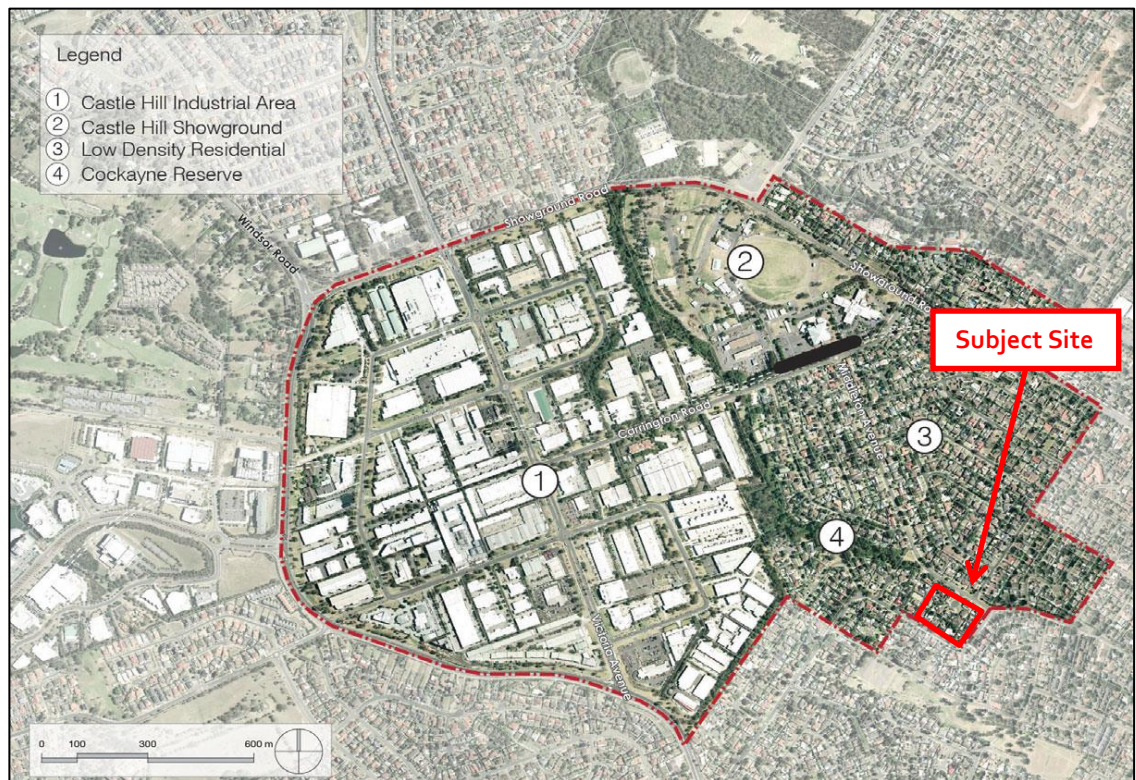 Legend
1 Castle Hill Industrial Area
2 Castle Hill Showground
3 Low Density Residential
4 Cockayne Reserve
Windsor Road
Showground Road
2
Showground R
Subject Site
Middleton Avenue
Carrington Road
3
1
4
Victoria Avenue
0 100 300 600 m